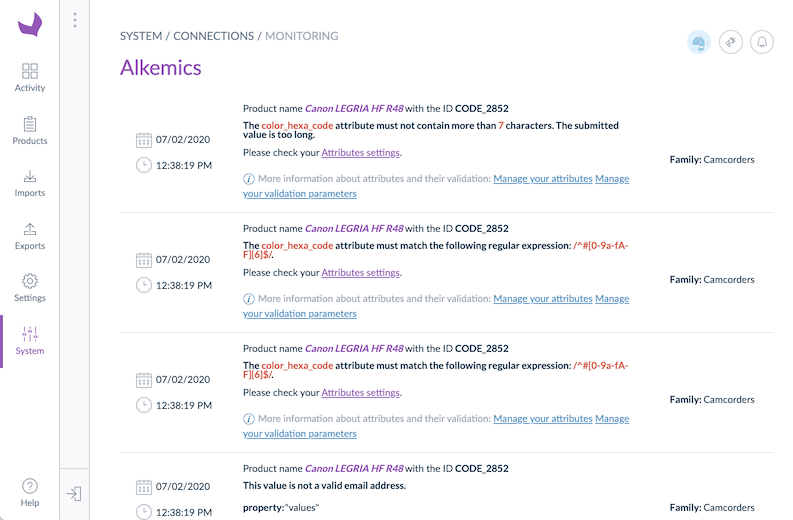 SYSTEM / CONNECTIONS / MONITORING
Alkemics
Activity
Products
Imports
Exports
Settings
System
Help
07/02/2020
12:38:19 PM
Product name Canon LEGRIA HF R48 with the ID CODE_2852
The color_hexa_code attribute must not contain more than 7 characters. The submitted
value is too long.
Please check your Attributes settings.
More information about attributes and their validation: Manage your attributes Manage
your validation parameters
Family: Camcorders
07/02/2020
12:38:19 PM
Product name Canon LEGRIA HF R48 with the ID CODE_2852
The color_hexa_code attribute must match the following regular expression: /^#[0-9a-fA-
F]{6}$/.
Please check your Attributes settings.
More information about attributes and their validation: Manage your attributes Manage
your validation parameters
Family: Camcorders
07/02/2020
12:38:19 PM
Product name Canon LEGRIA HF R48 with the ID CODE_2852
The color_hexa_code attribute must match the following regular expression: /^#[0-9a-fA-
F]{6}$/.
Please check your Attributes settings.
More information about attributes and their validation: Manage your attributes Manage
your validation parameters
Family: Camcorders
07/02/2020
12:38:19 PM
Product name Canon LEGRIA HF R48 with the ID CODE_2852
This value is not a valid email address.
property:"values"
Family: Camcorders